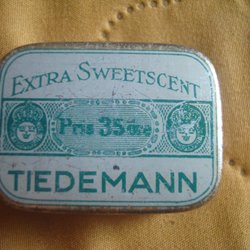 EXTRA SWEETSCENT
Pris 35 øre
TIEDEMANN